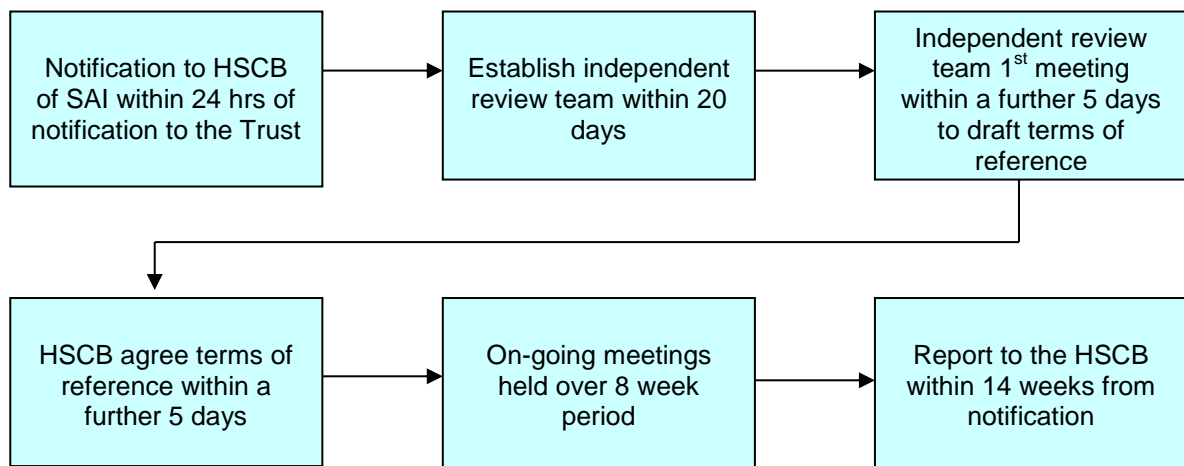 Notification to HSCB
of SAI within 24 hrs of
notification to the Trust
Establish independent
review team within 20
days
Independent review
team 1st meeting
within a further 5 days
to draft terms of
reference
HSCB agree terms of
reference within a
further 5 days
On-going meetings
held over 8 week
period
Report to the HSCB
within 14 weeks from
notification